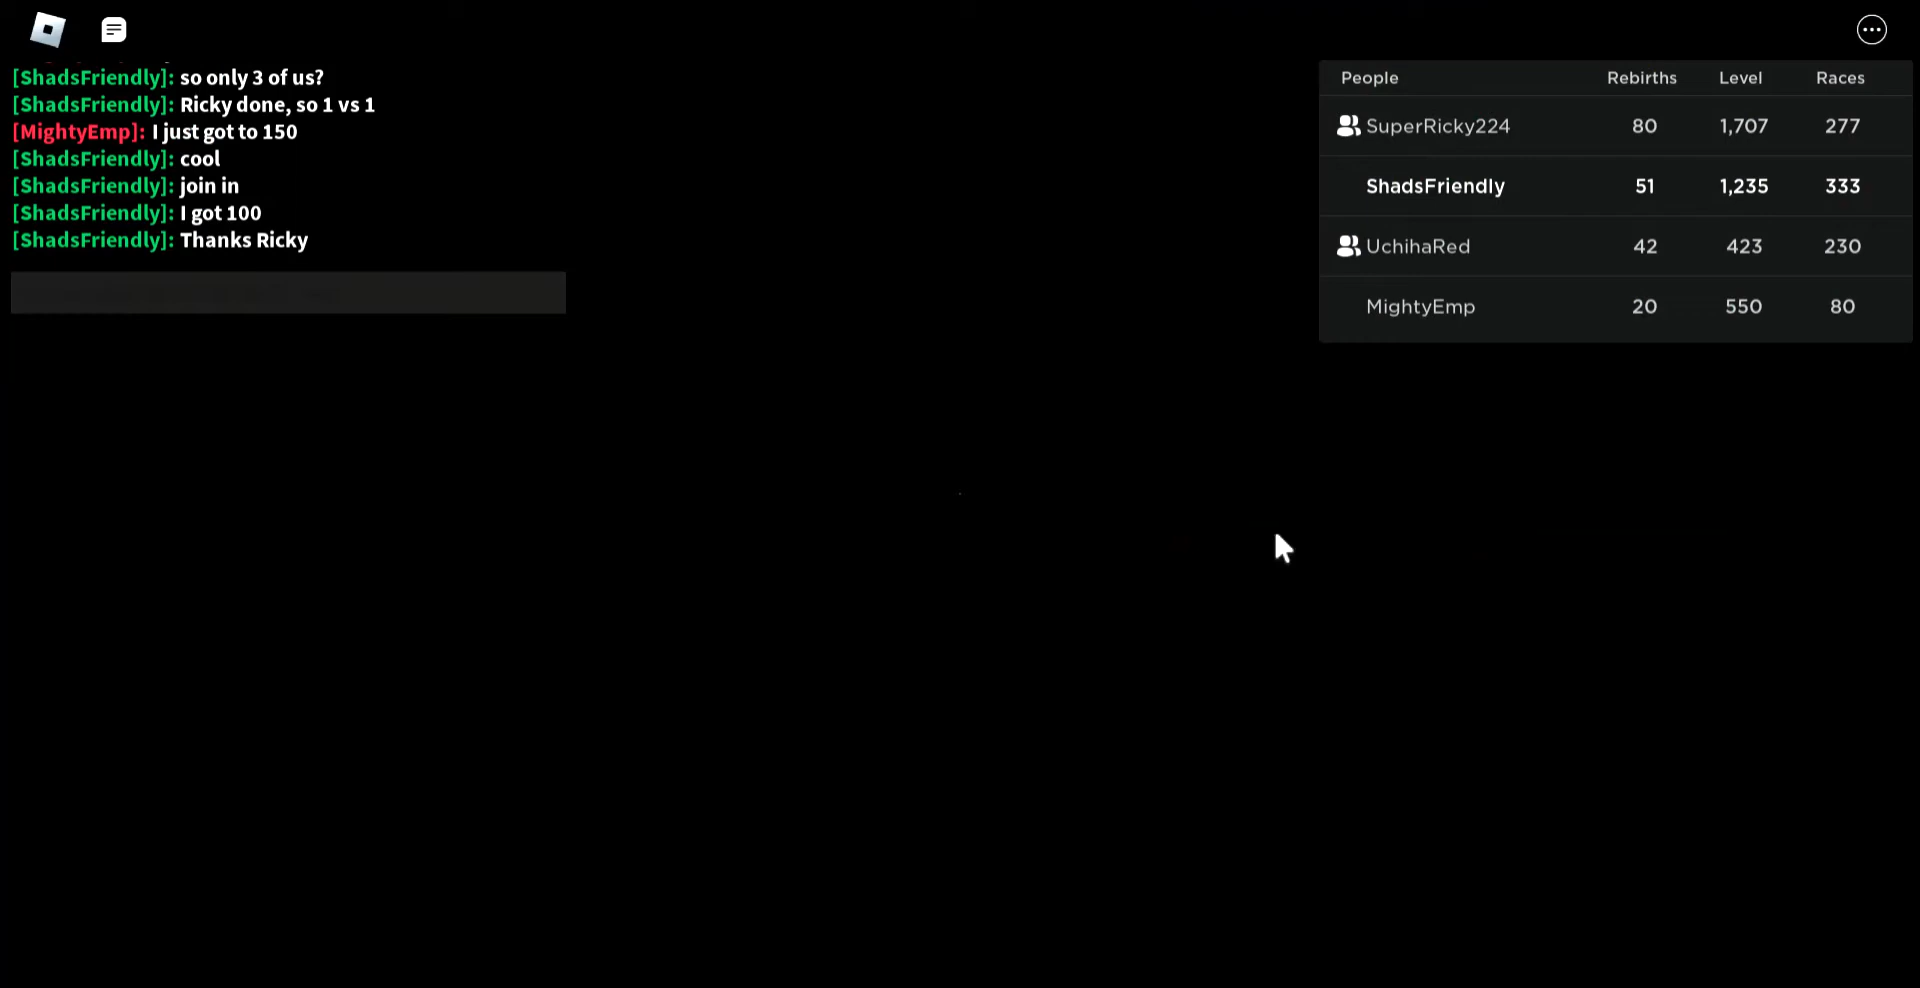 [ShadsFriendly]: so only 3 of us?
[ShadsFriendly]: Ricky done, so 1 vs 1
[MightyEmp]: I just got to 150
[ShadsFriendly]: cool
[ShadsFriendly]: join in
[ShadsFriendly]: I got 100
[ShadsFriendly]: Thanks Ricky
People Rebirths Level Races
SuperRicky224 80 1,707 277
ShadsFriendly 51 1,235 333
UchihaRed 42 423 230
MightyEmp 20 550 80